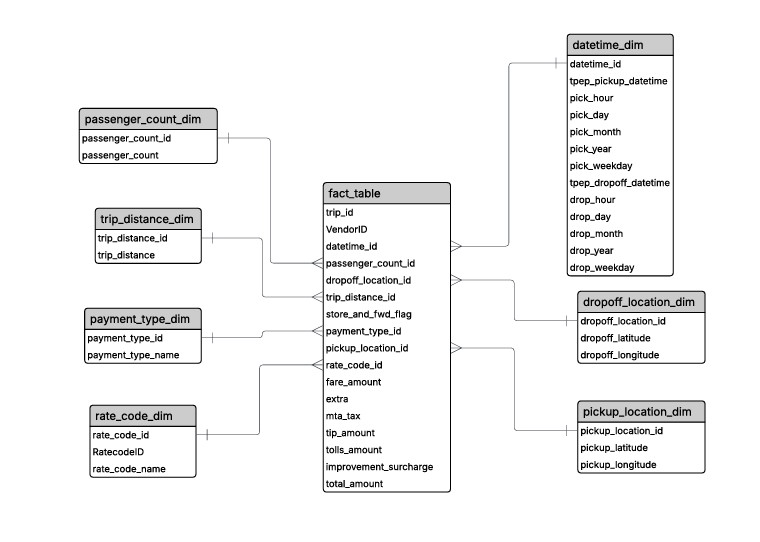 passenger_count_dim
passenger_count_id
passenger_count
trip_distance_dim
trip_distance_id
trip_distance
payment_type_dim
payment_type_id
payment_type_name
rate_code_dim
rate_code_id
RatecodeID
rate_code_name
fact_table
trip_id
VendorID
datetime_id
passenger_count_id
dropoff_location_id
trip_distance_id
store_and_fwd_flag
payment_type_id
pickup_location_id
rate_code_id
fare_amount
extra
mta_tax
tip_amount
tolls_amount
improvement_surcharge
total_amount
datetime_dim
datetime_id
tpep_pickup_datetime
pick_hour
pick_day
pick_month
pick_year
pick_weekday
tpep_dropoff_datetime
drop_hour
drop_day
drop_month
drop_year
drop_weekday
dropoff_location_dim
dropoff_location_id
dropoff_latitude
dropoff_longitude
pickup_location_dim
pickup_location_id
pickup_latitude
pickup_longitude